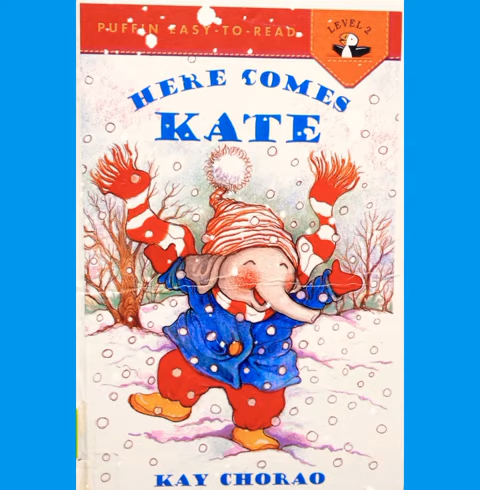 PUFFIN EASY-TO-READ
LEVEL 2
HERE COMES
KATE
KAY CHORAO